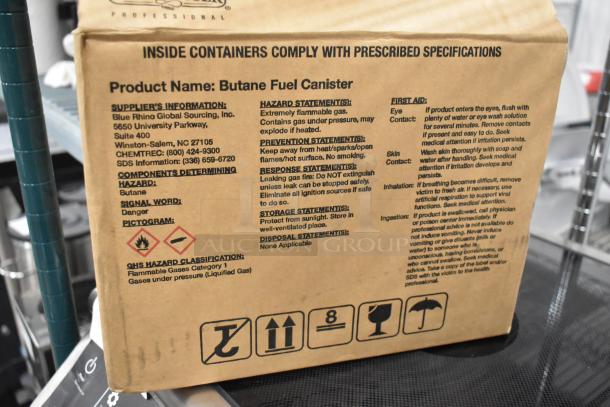 PROFESSIONAL
INSIDE CONTAINERS COMPLY WITH PRESCRIBED SPECIFICATIONS
Product Name: Butane Fuel Canister
SUPPLIER'S INFORMATION:
Blue Rhino Global Sourcing, Inc.
5650 University Parkway,
Suite 400
Winston-Salem, NC 27105
CHEMTREC: (800) 424-9300
SDS Information: (336) 659-6720
COMPONENTS DETERMINING
HAZARD:
Butane
SIGNAL WORD:
Danger
PICTOGRAM:
GHS HAZARD CLASSIFICATION:
Flammable Gases Category 1
Gases under pressure (Liquified Gas)
HAZARD STATEMENT(S):
Extremely flammable gas.
Contains gas under pressure, may
explode if heated.
PREVENTION STATEMENT(S):
Keep away from heat/sparks/open
flames/hot surface. No smoking.
RESPONSE STATEMENT(S):
Leaking gas fire: Do NOT extinguish
unless leak can be stopped safely.
Eliminate all ignition sources if safe
to do so.
STORAGE STATEMENT(S):
Protect from sunlight. Store in
well-ventilated place.
DISPOSAL STATEMENT(S):
None Applicable
FIRST AID:
Eye Contact: If product enters the eyes, flush with
plenty of water or eye wash solution
for several minutes. Remove contacts
if present and easy to do. Seek
medical attention if irritation persists.
Skin Contact: Wash skin thoroughly with soap and
water after handling. Seek medical
attention if irritation develops and
persists.
Inhalation: If breathing becomes difficult, remove
victim to fresh air. If necessary, use
artificial respiration to support vital
functions. Seek medical attention.
Ingestion: If product is swallowed, call physician
or poison center immediately. If
professional advice is not available do
not induce vomiting. Never induce
vomiting or give diluents (milk or
water) to someone who is
unconscious, having convulsions, or
who cannot swallow. Seek medical
advice. Take a copy of the label and/or
SDS with the victim to the health
professional.
AUCTION GROUP
8